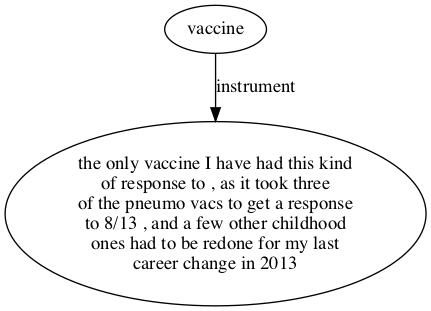 vaccine
instrument
the only vaccine I have had this kind
of response to , as it took three
of the pneumo vacs to get a response
to 8/13 , and a few other childhood
ones had to be redone for my last
career change in 2013